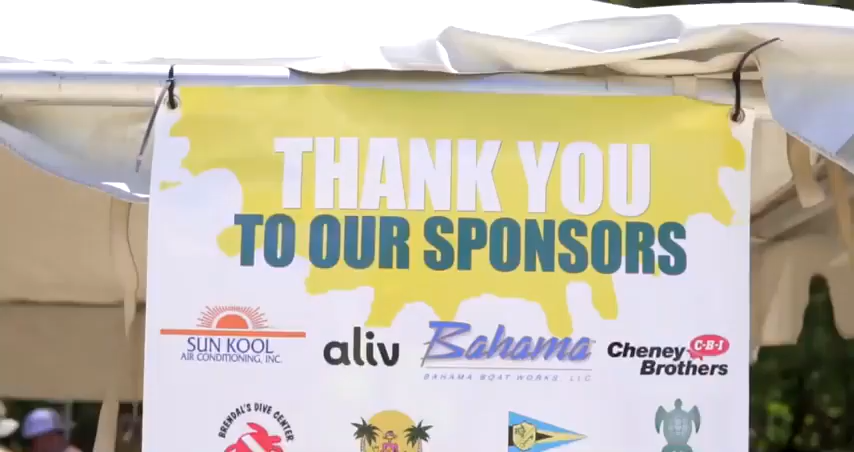 THANK YOU
TO OUR SPONSORS
SUN KOOL
AIR CONDITIONING, INC.
aliv
Bahama
BAHAMA BOAT WORKS, LLC
Cheney C-B-I
Brothers
BRENDAL'S DIVE CENTER